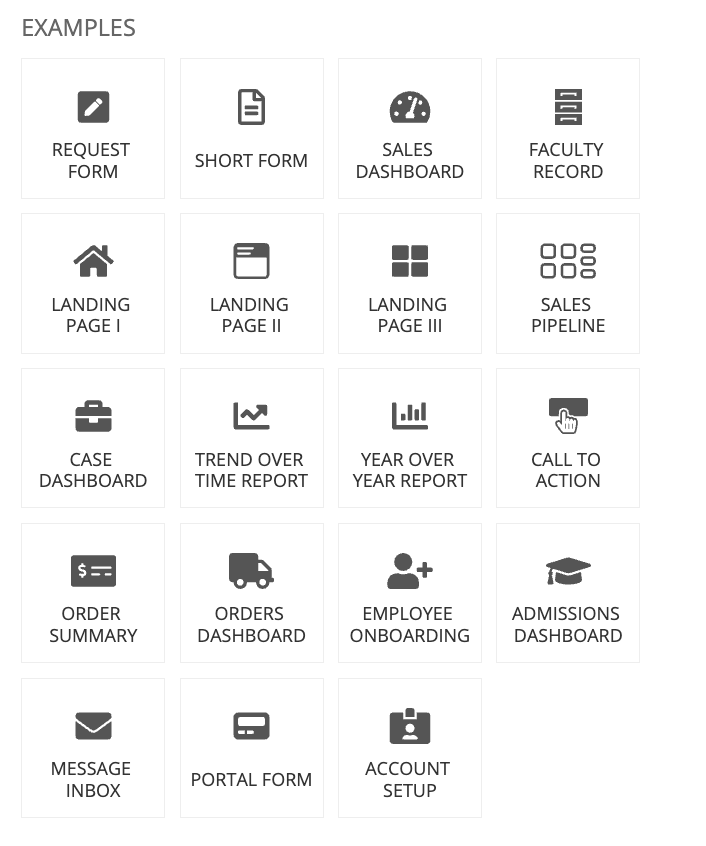 EXAMPLES
REQUEST
FORM
SHORT FORM
SALES
DASHBOARD
FACULTY
RECORD
LANDING
PAGE I
LANDING
PAGE II
LANDING
PAGE III
SALES
PIPELINE
CASE
DASHBOARD
TREND OVER
TIME REPORT
YEAR OVER
YEAR REPORT
CALL TO
ACTION
$
ORDER
SUMMARY
ORDERS
DASHBOARD
EMPLOYEE
ONBOARDING
ADMISSIONS
DASHBOARD
MESSAGE
INBOX
PORTAL FORM
ACCOUNT
SETUP